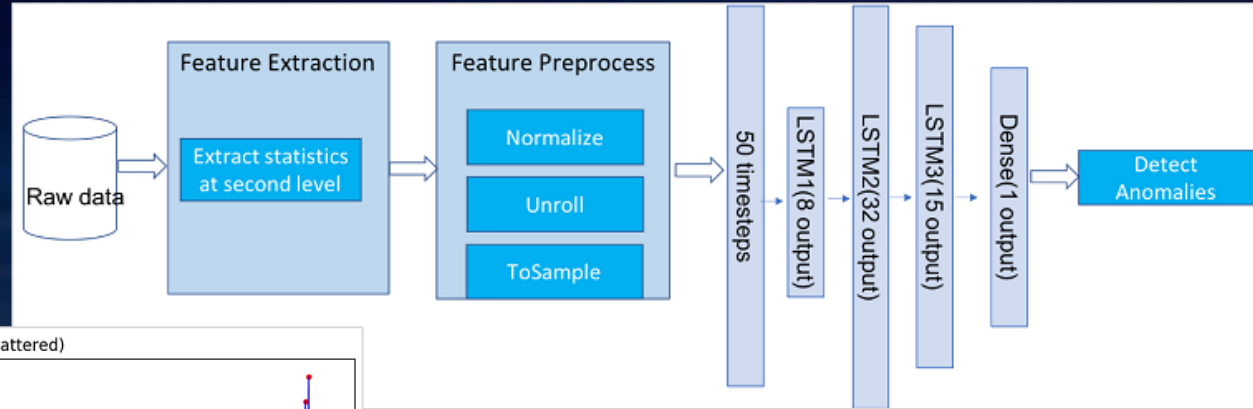 Raw data
Feature Extraction
Extract statistics
at second level
Feature Preprocess
Normalize
Unroll
ToSample
50 timesteps
LSTM1(8 output)
LSTM2(32 output)
LSTM3(15 output)
Dense(1 output)
Detect
Anomalies
attered)